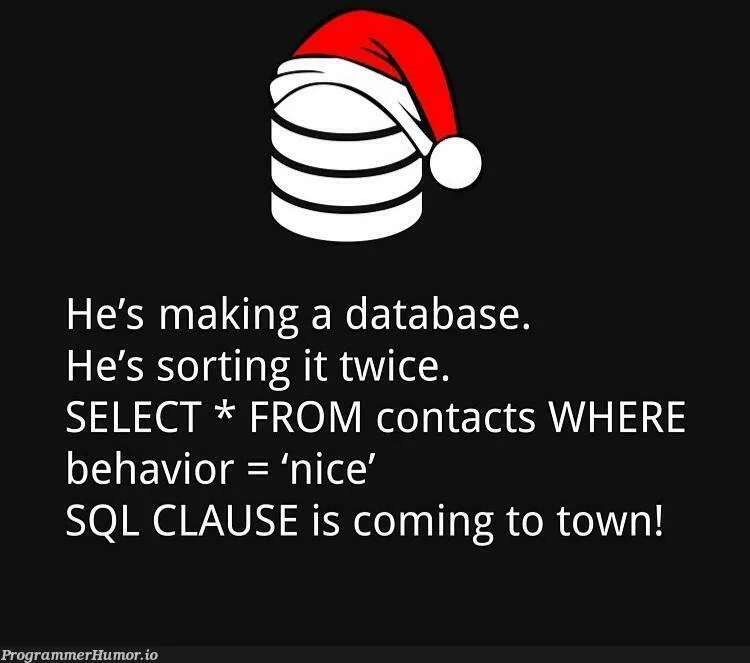 He’s making a database.
He’s sorting it twice.
SELECT * FROM contacts WHERE
behavior = ‘nice’
SQL CLAUSE is coming to town!
ProgrammerHumor.io